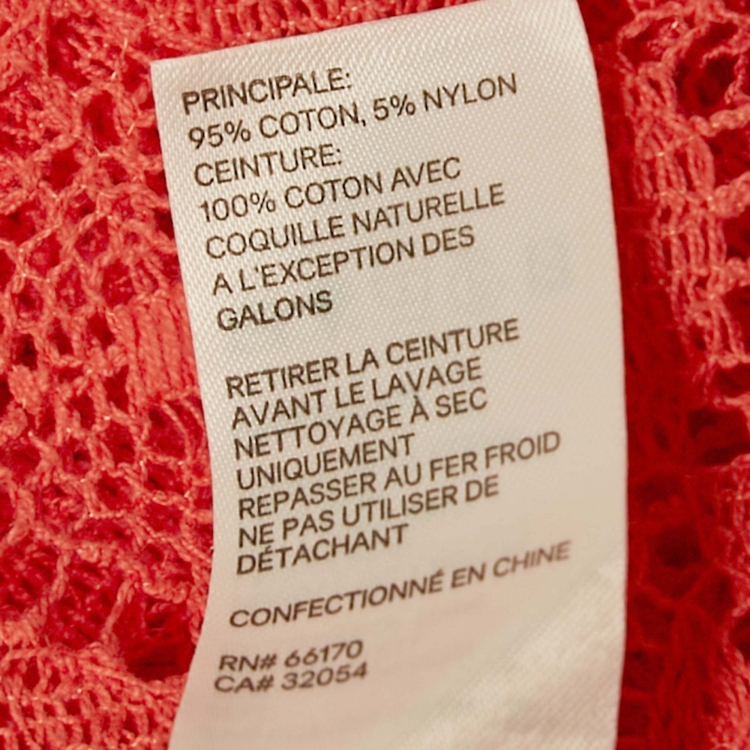 PRINCIPALE:
95% COTON, 5% NYLON
CEINTURE:
100% COTON AVEC
COQUILLE NATURELLE
A L'EXCEPTION DES
GALONS
RETIRER LA CEINTURE
AVANT LE LAVAGE
NETTOYAGE À SEC
UNIQUEMENT
REPASSER AU FER FROID
NE PAS UTILISER DE
DÉTACHANT
CONFECTIONNÉ EN CHINE
RN# 66170
CA# 32054